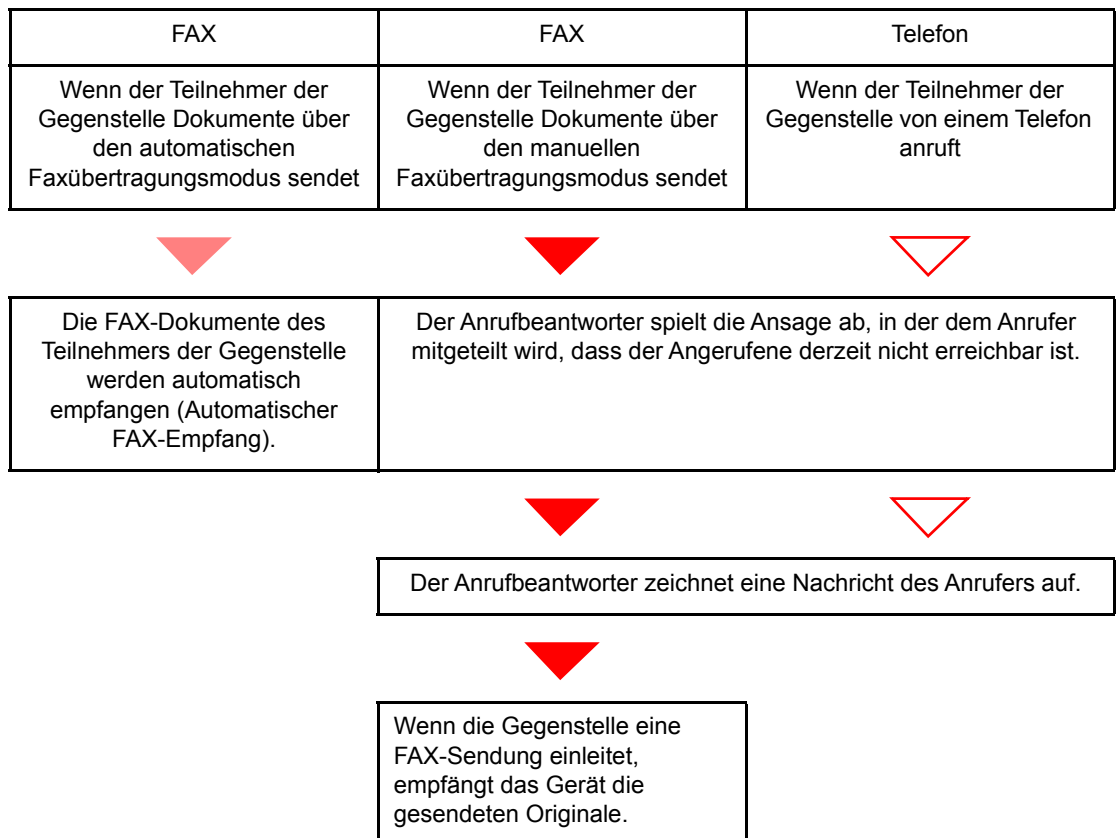 FAX
FAX
Telefon
Wenn der Teilnehmer der
Gegenstelle Dokumente über
den automatischen
Faxübertragungsmodus sendet
Wenn der Teilnehmer der
Gegenstelle Dokumente über
den manuellen
Faxübertragungsmodus sendet
Wenn der Teilnehmer der
Gegenstelle von einem Telefon
anruft
Die FAX-Dokumente des
Teilnehmers der Gegenstelle
werden automatisch
empfangen (Automatischer
FAX-Empfang).
Der Anrufbeantworter spielt die Ansage ab, in der dem Anrufer
mitgeteilt wird, dass der Angerufene derzeit nicht erreichbar ist.
Der Anrufbeantworter zeichnet eine Nachricht des Anrufers auf.
Wenn die Gegenstelle eine
FAX-Sendung einleitet,
empfängt das Gerät die
gesendeten Originale.